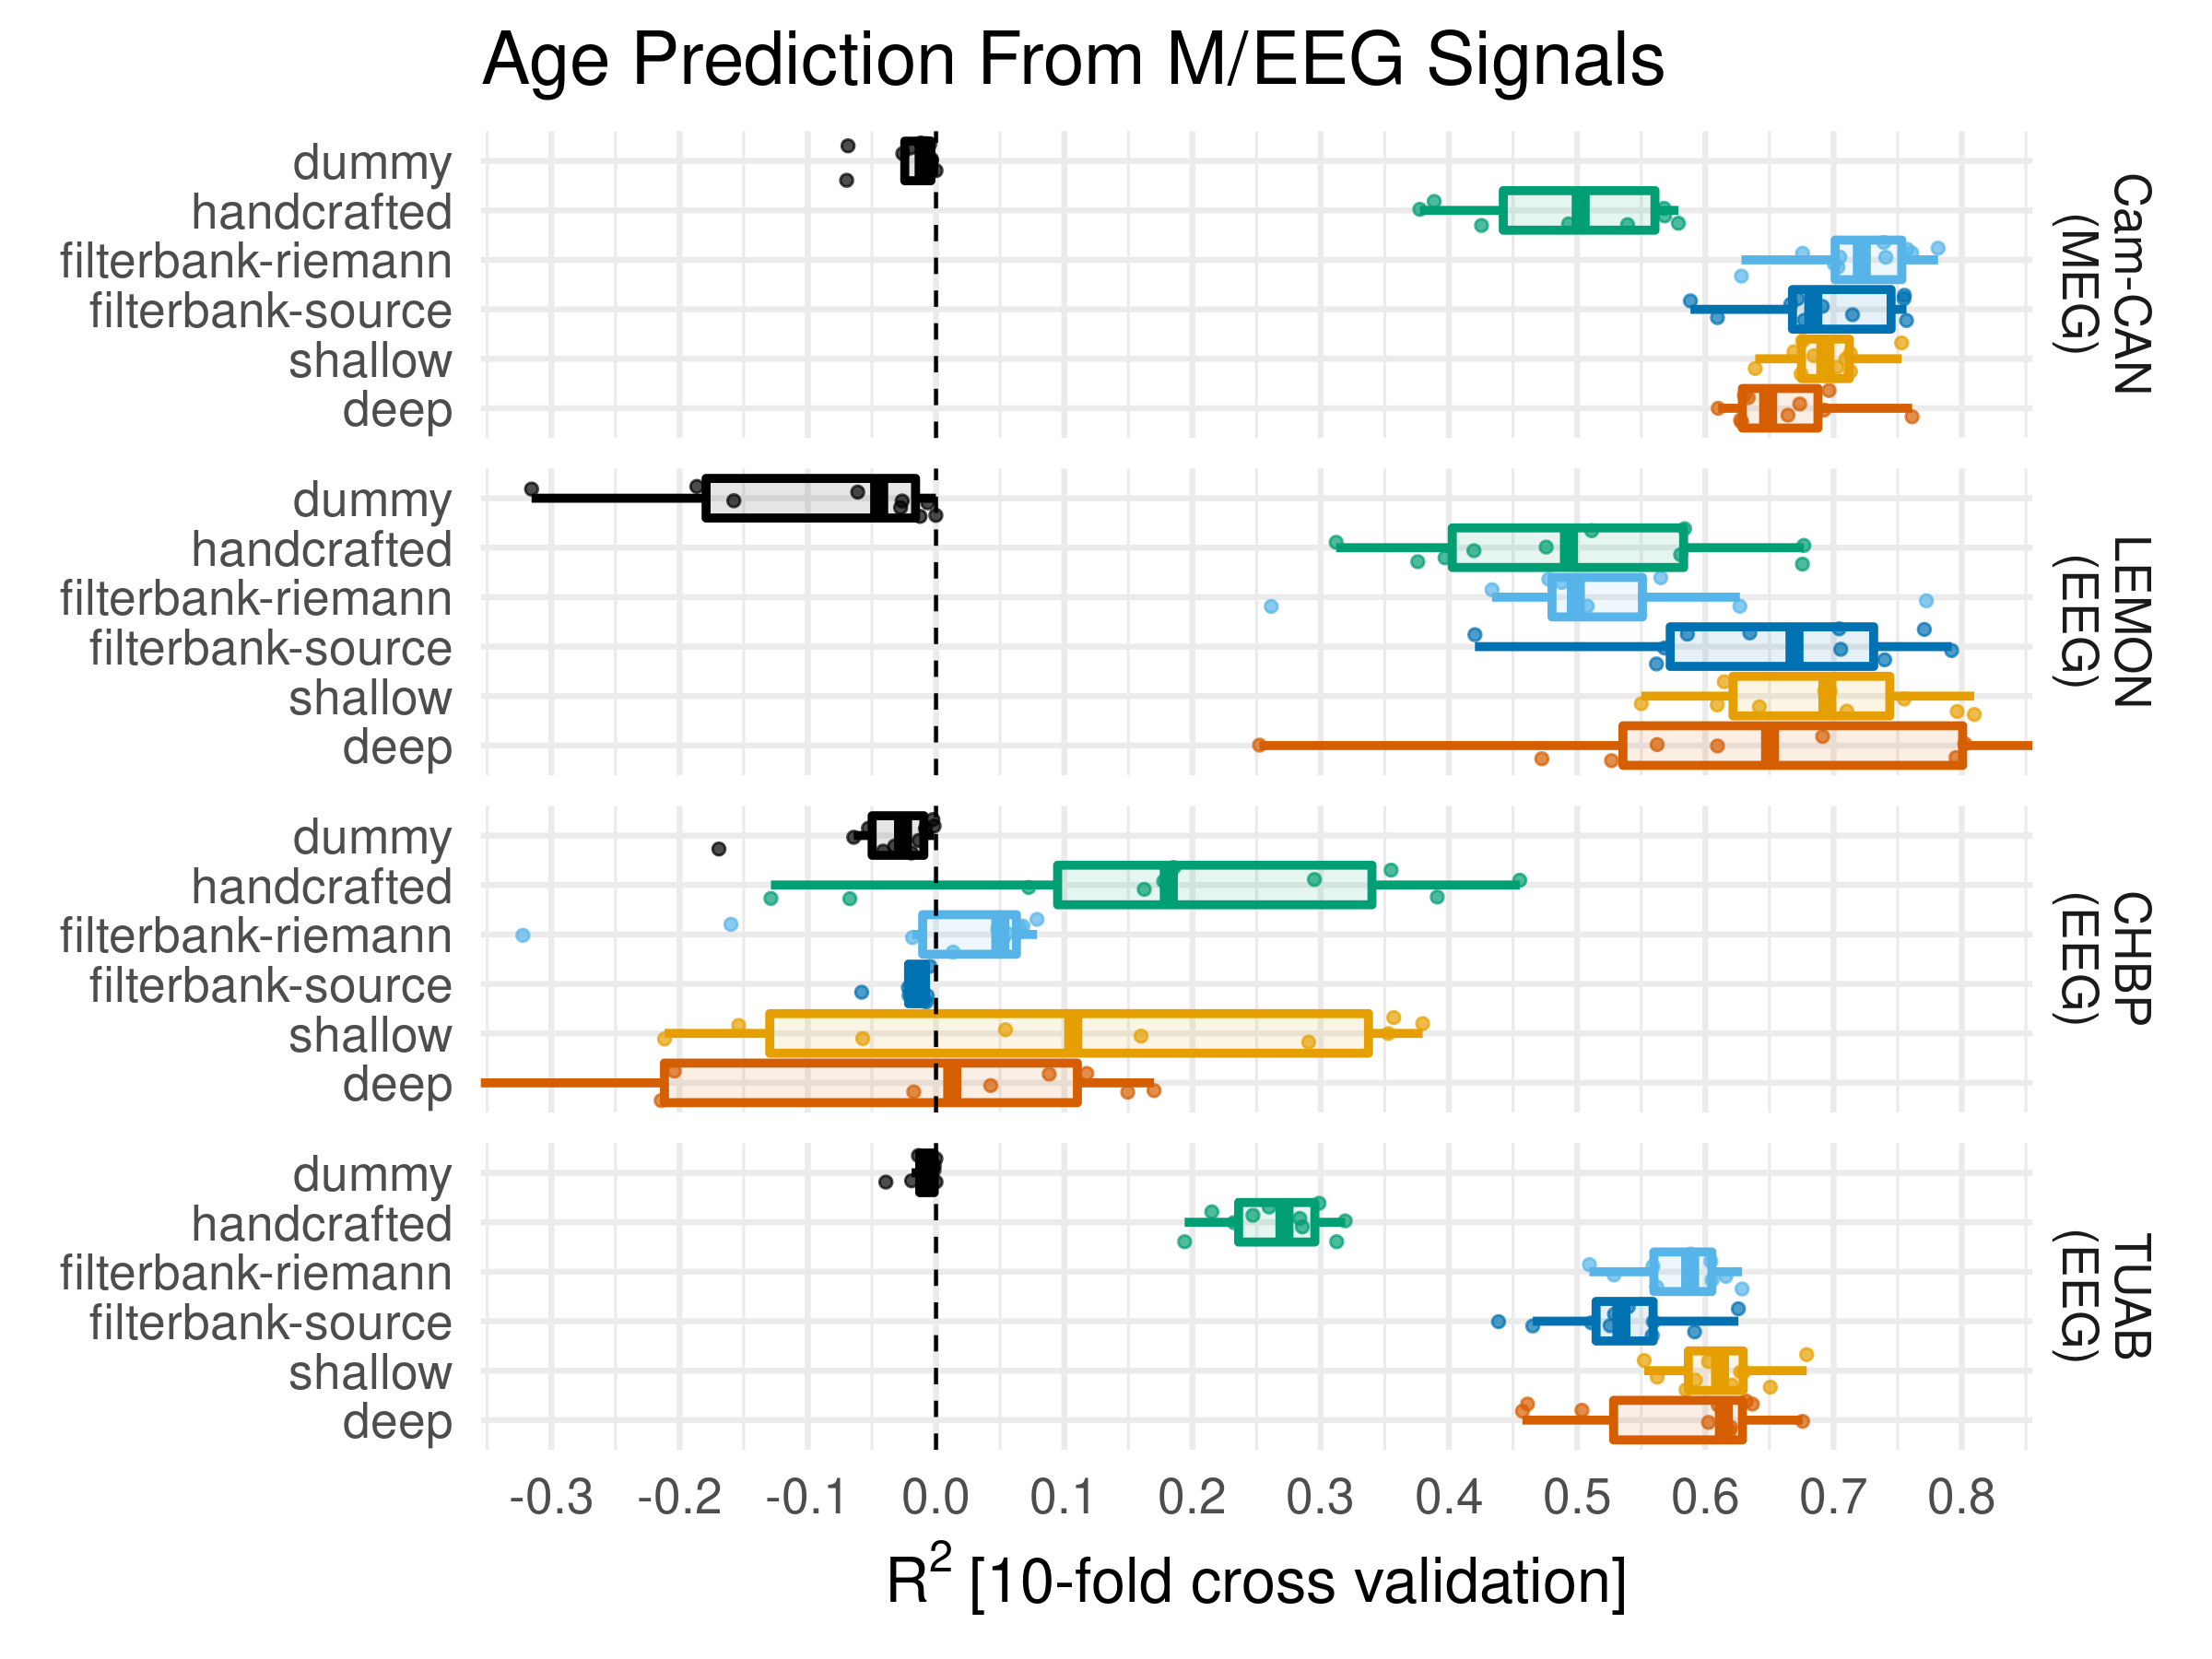 Age Prediction From M/EEG Signals
dummy
handcrafted
filterbank-riemann
filterbank-source
shallow
deep
Cam-CAN
(MEG)
dummy
handcrafted
filterbank-riemann
filterbank-source
shallow
deep
LEMON
(EEG)
dummy
handcrafted
filterbank-riemann
filterbank-source
shallow
deep
CHBP
(EEG)
dummy
handcrafted
filterbank-riemann
filterbank-source
shallow
deep
TUAB
(EEG)
-0.3 -0.2 -0.1 0.0 0.1 0.2 0.3 0.4 0.5 0.6 0.7 0.8
R² [10-fold cross validation]